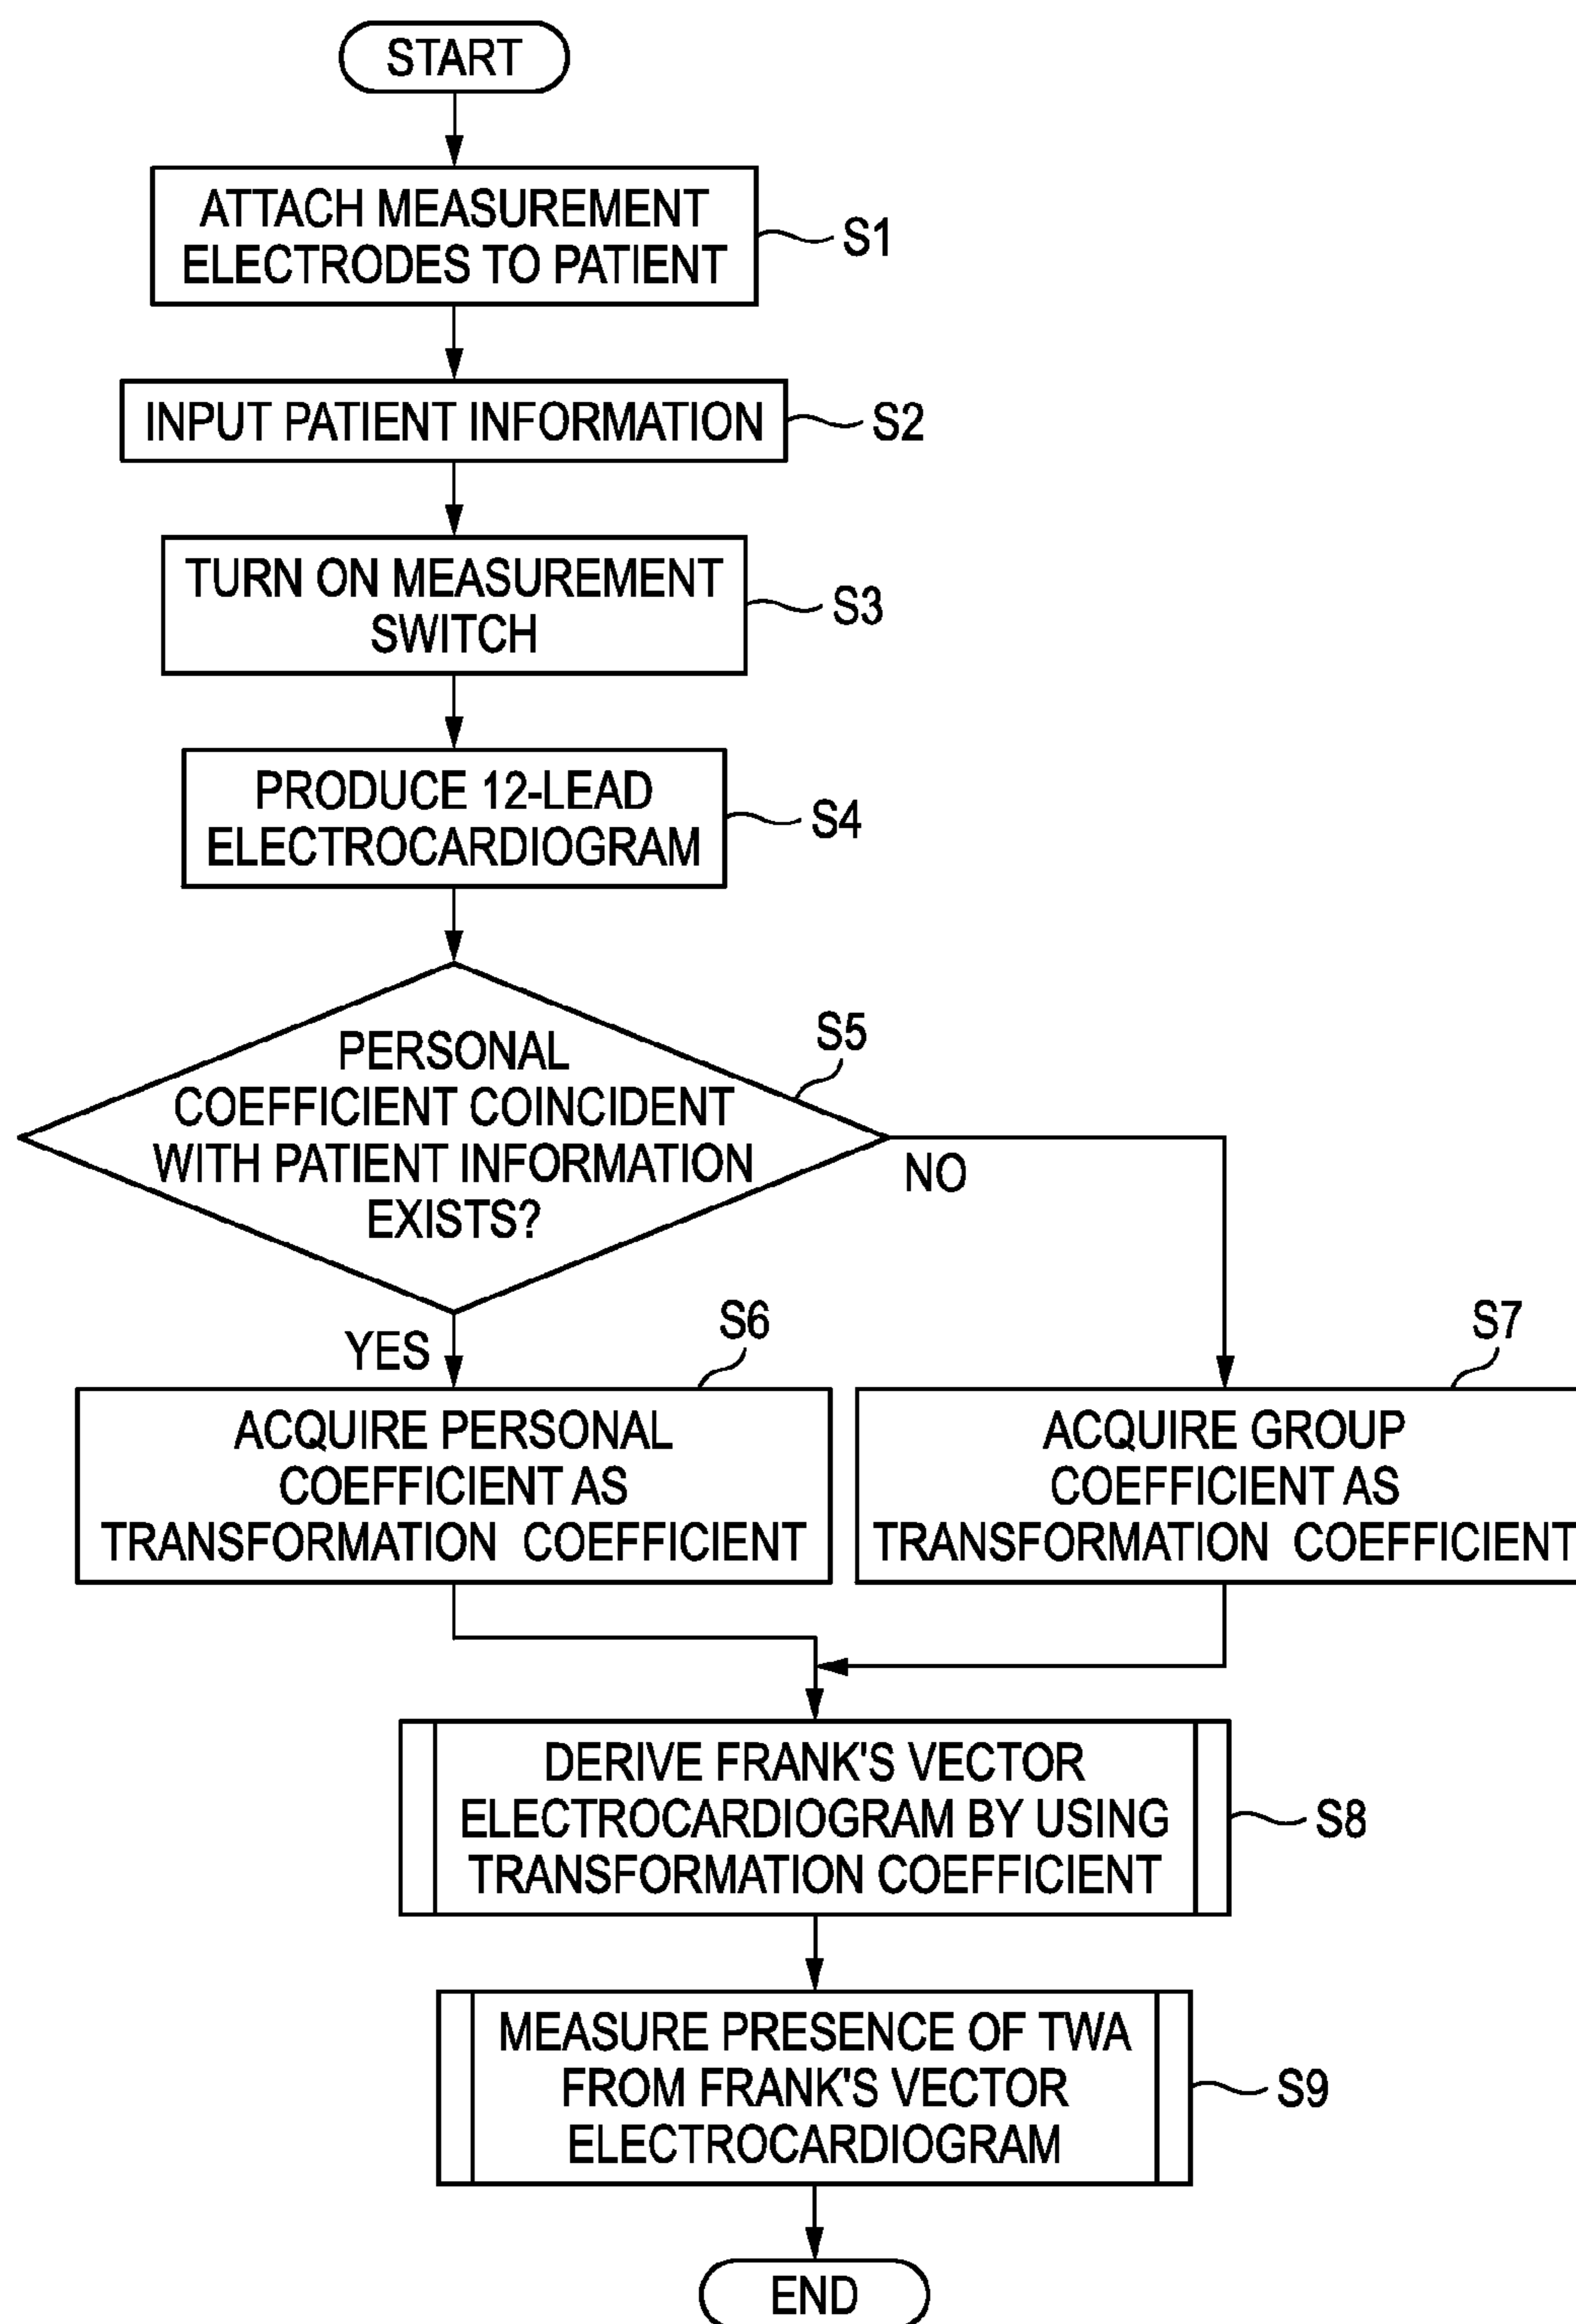 START
ATTACH MEASUREMENT
ELECTRODES TO PATIENT
S1
INPUT PATIENT INFORMATION
S2
TURN ON MEASUREMENT
SWITCH
S3
PRODUCE 12-LEAD
ELECTROCARDIOGRAM
S4
PERSONAL
COEFFICIENT COINCIDENT
WITH PATIENT INFORMATION
EXISTS?
S5
NO
YES
S6
ACQUIRE PERSONAL
COEFFICIENT AS
TRANSFORMATION COEFFICIENT
S7
ACQUIRE GROUP
COEFFICIENT AS
TRANSFORMATION COEFFICIENT
DERIVE FRANK'S VECTOR
ELECTROCARDIOGRAM BY USING
TRANSFORMATION COEFFICIENT
S8
MEASURE PRESENCE OF TWA
FROM FRANK'S VECTOR
ELECTROCARDIOGRAM
S9
END